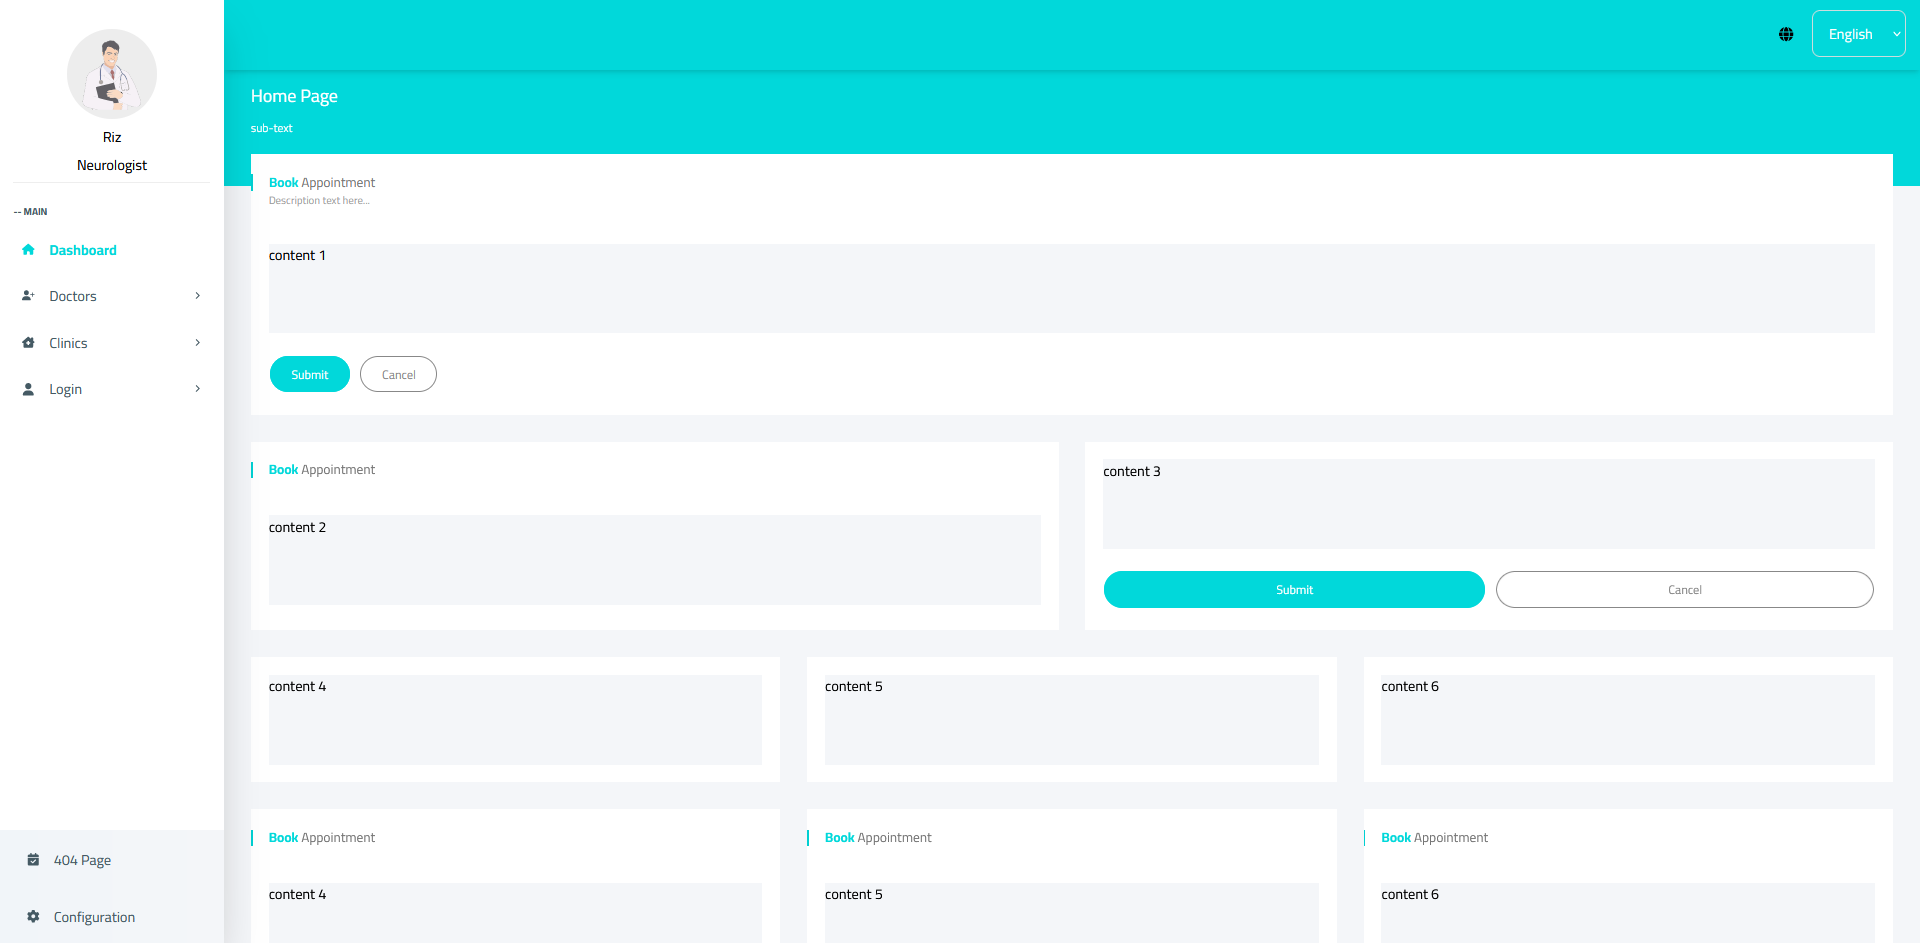 English
Home Page
sub-text
Riz
Neurologist
-- MAIN
Dashboard
Doctors
Clinics
Login
404 Page
Configuration
Book Appointment
Description text here...
content 1
Submit
Cancel
Book Appointment
content 2
content 3
Submit
Cancel
content 4
content 5
content 6
Book Appointment
content 4
Book Appointment
content 5
Book Appointment
content 6